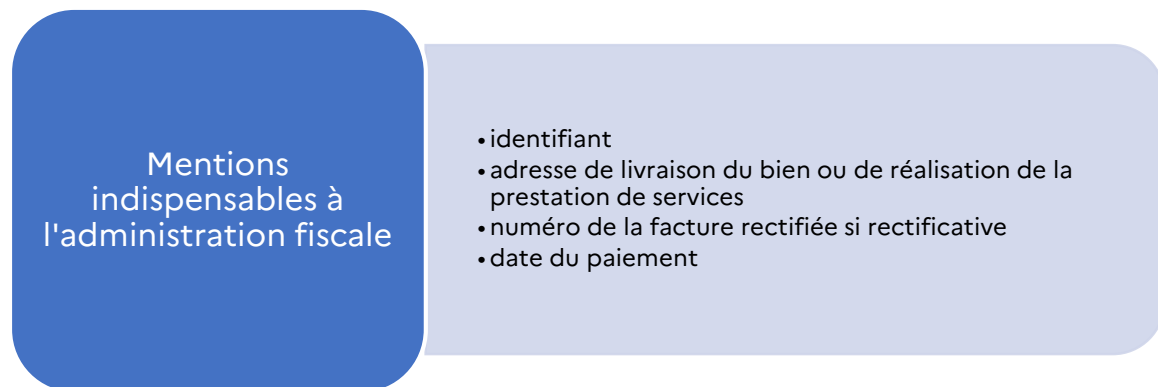 Mentions
indispensables à
l'administration fiscale
•identifiant
•adresse de livraison du bien ou de réalisation de la
prestation de services
•numéro de la facture rectifiée si rectificative
•date du paiement